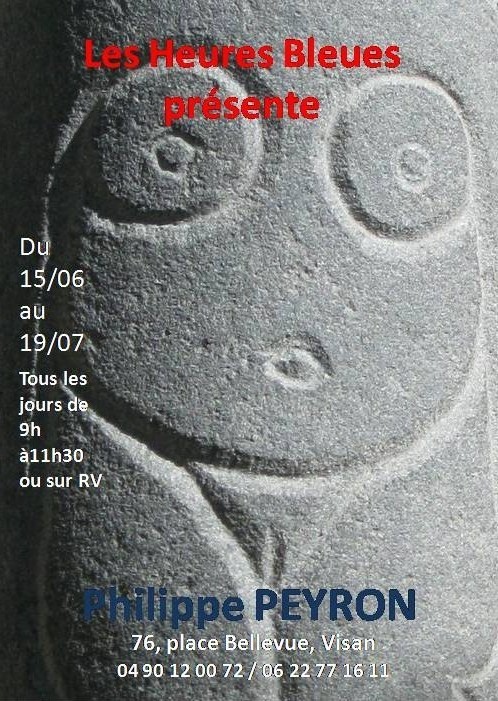 Les Heures Bleues
présente
Du
15/06
au
19/07
Tous les
jours de
9h
à11h30
ou sur RV
Philippe PEYRON
76, place Bellevue, Visan
04 90 12 00 72 / 06 22 77 16 11